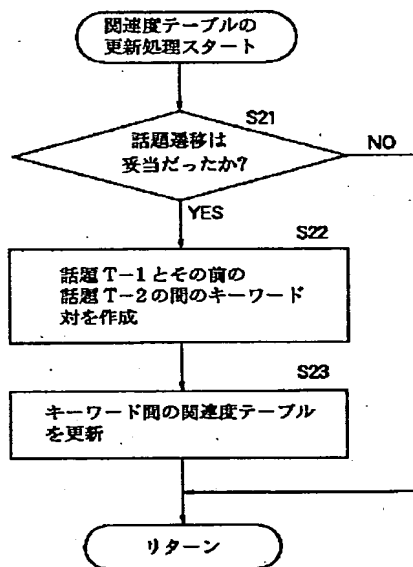 関連度テーブルの
更新処理スタート
S21
話題遷移は
妥当だったか?
NO
YES
S22
話題T-1とその前の
話題T-2の間のキーワード
対を作成
S23
キーワード間の関連度テーブル
を更新
リターン